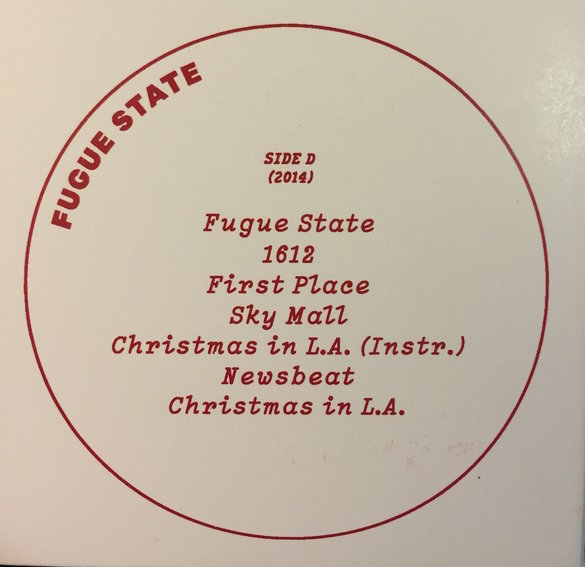 FUGUE STATE
SIDE D
(2014)
Fugue State
1612
First Place
Sky Mall
Christmas in L.A. (Instr.)
Newsbeat
Christmas in L.A.